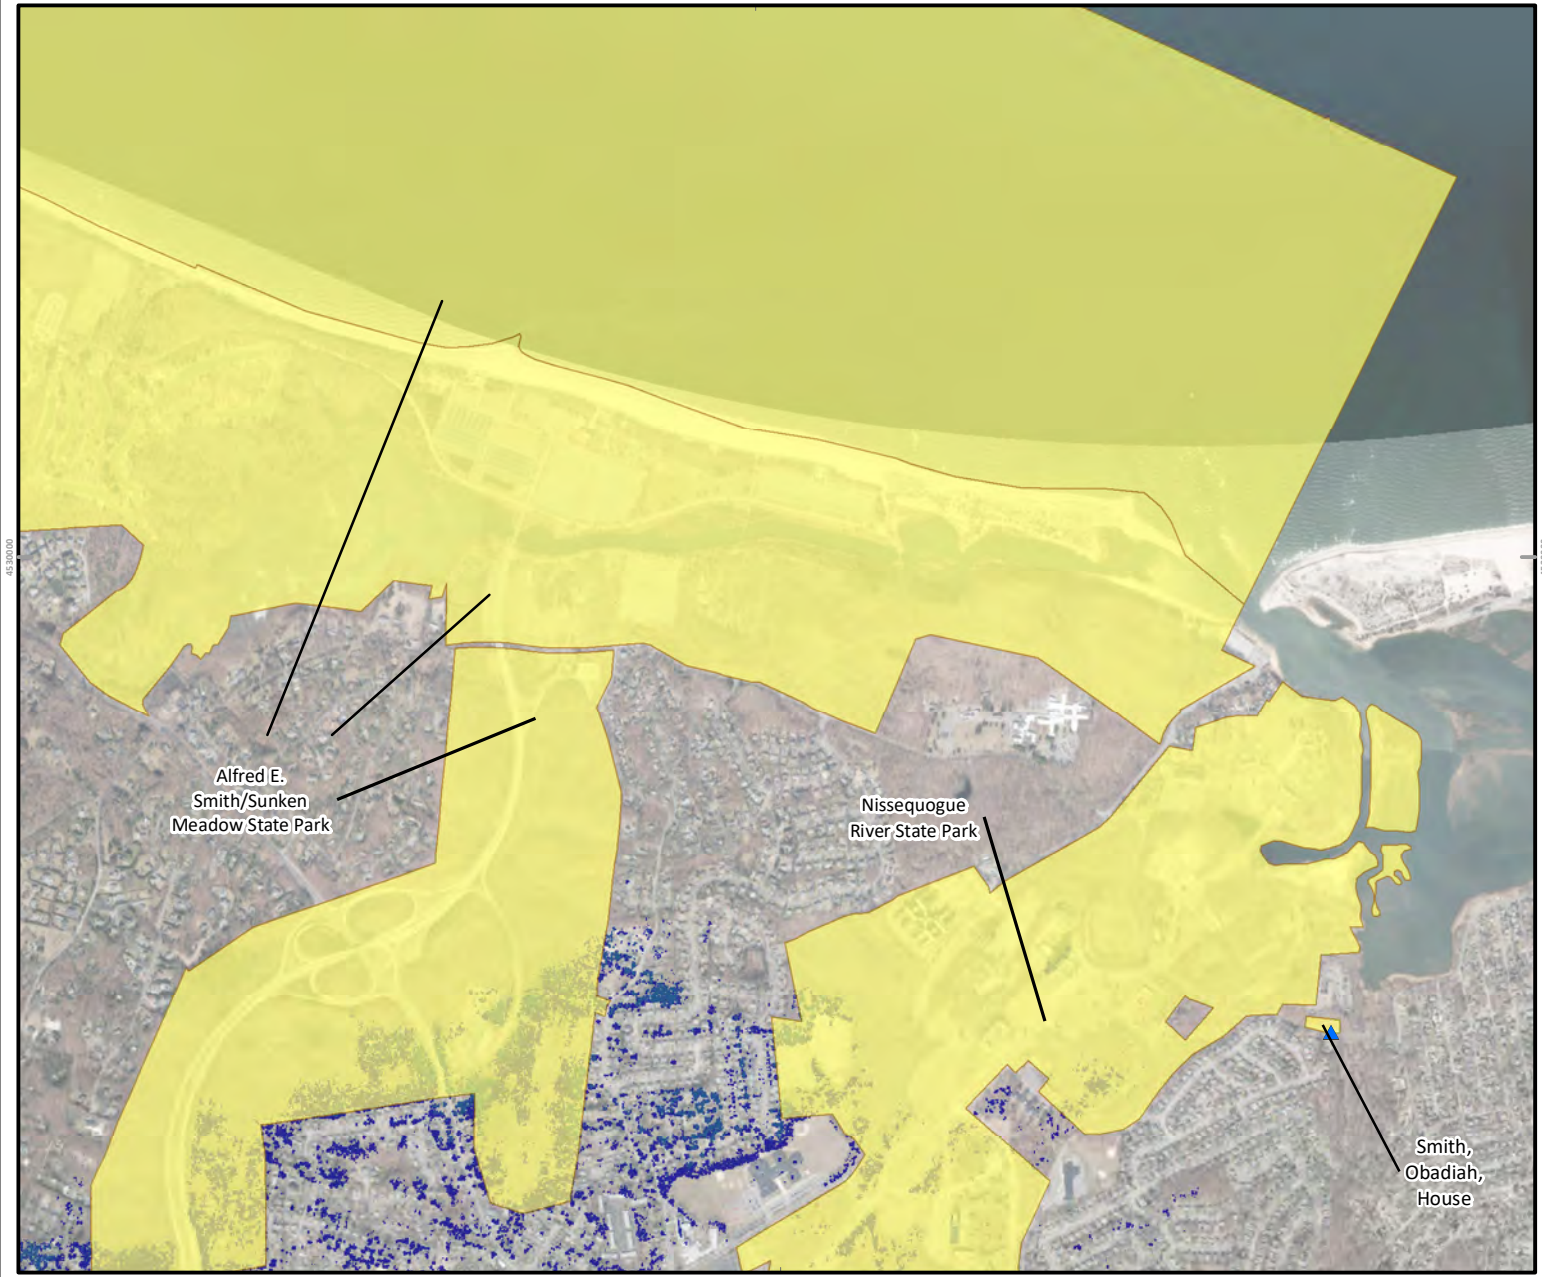 4530000
Alfred E.
Smith/Sunken
Meadow State Park
Nissequogue
River State Park
Smith,
Obadiah,
House